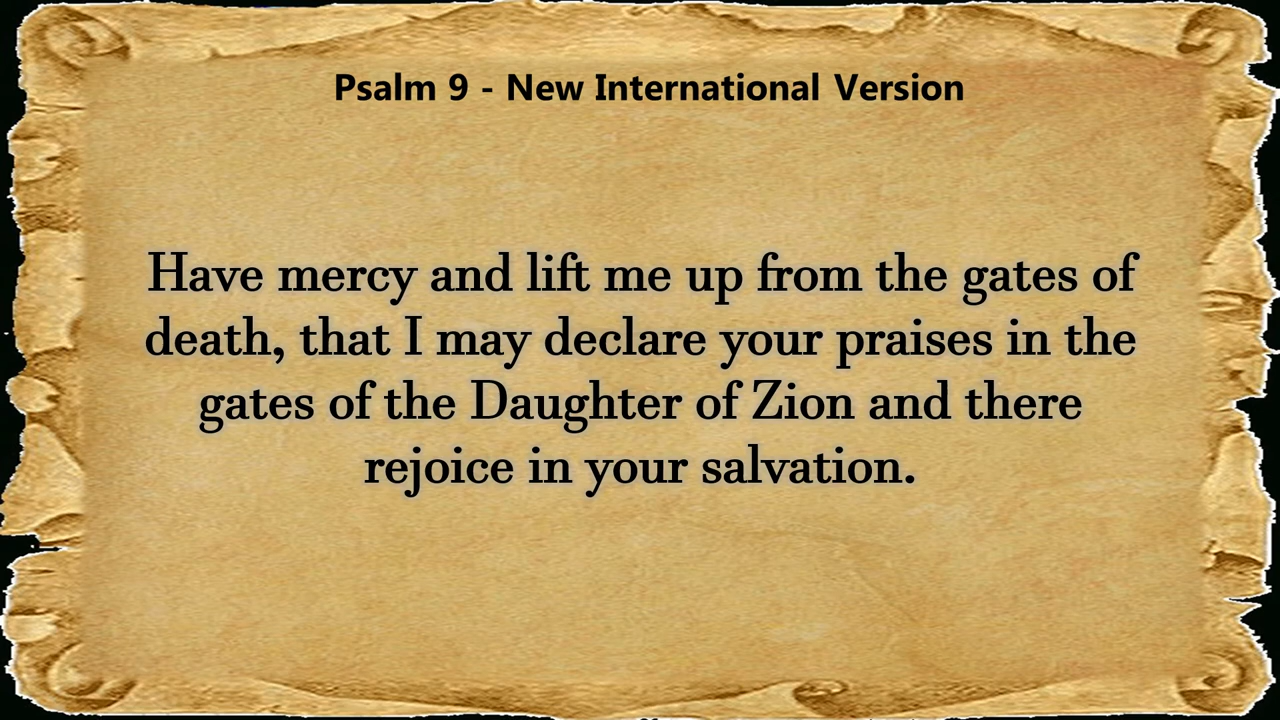 Psalm 9 - New International Version
Have mercy and lift me up from the gates of
death, that I may declare your praises in the
gates of the Daughter of Zion and there
rejoice in your salvation.